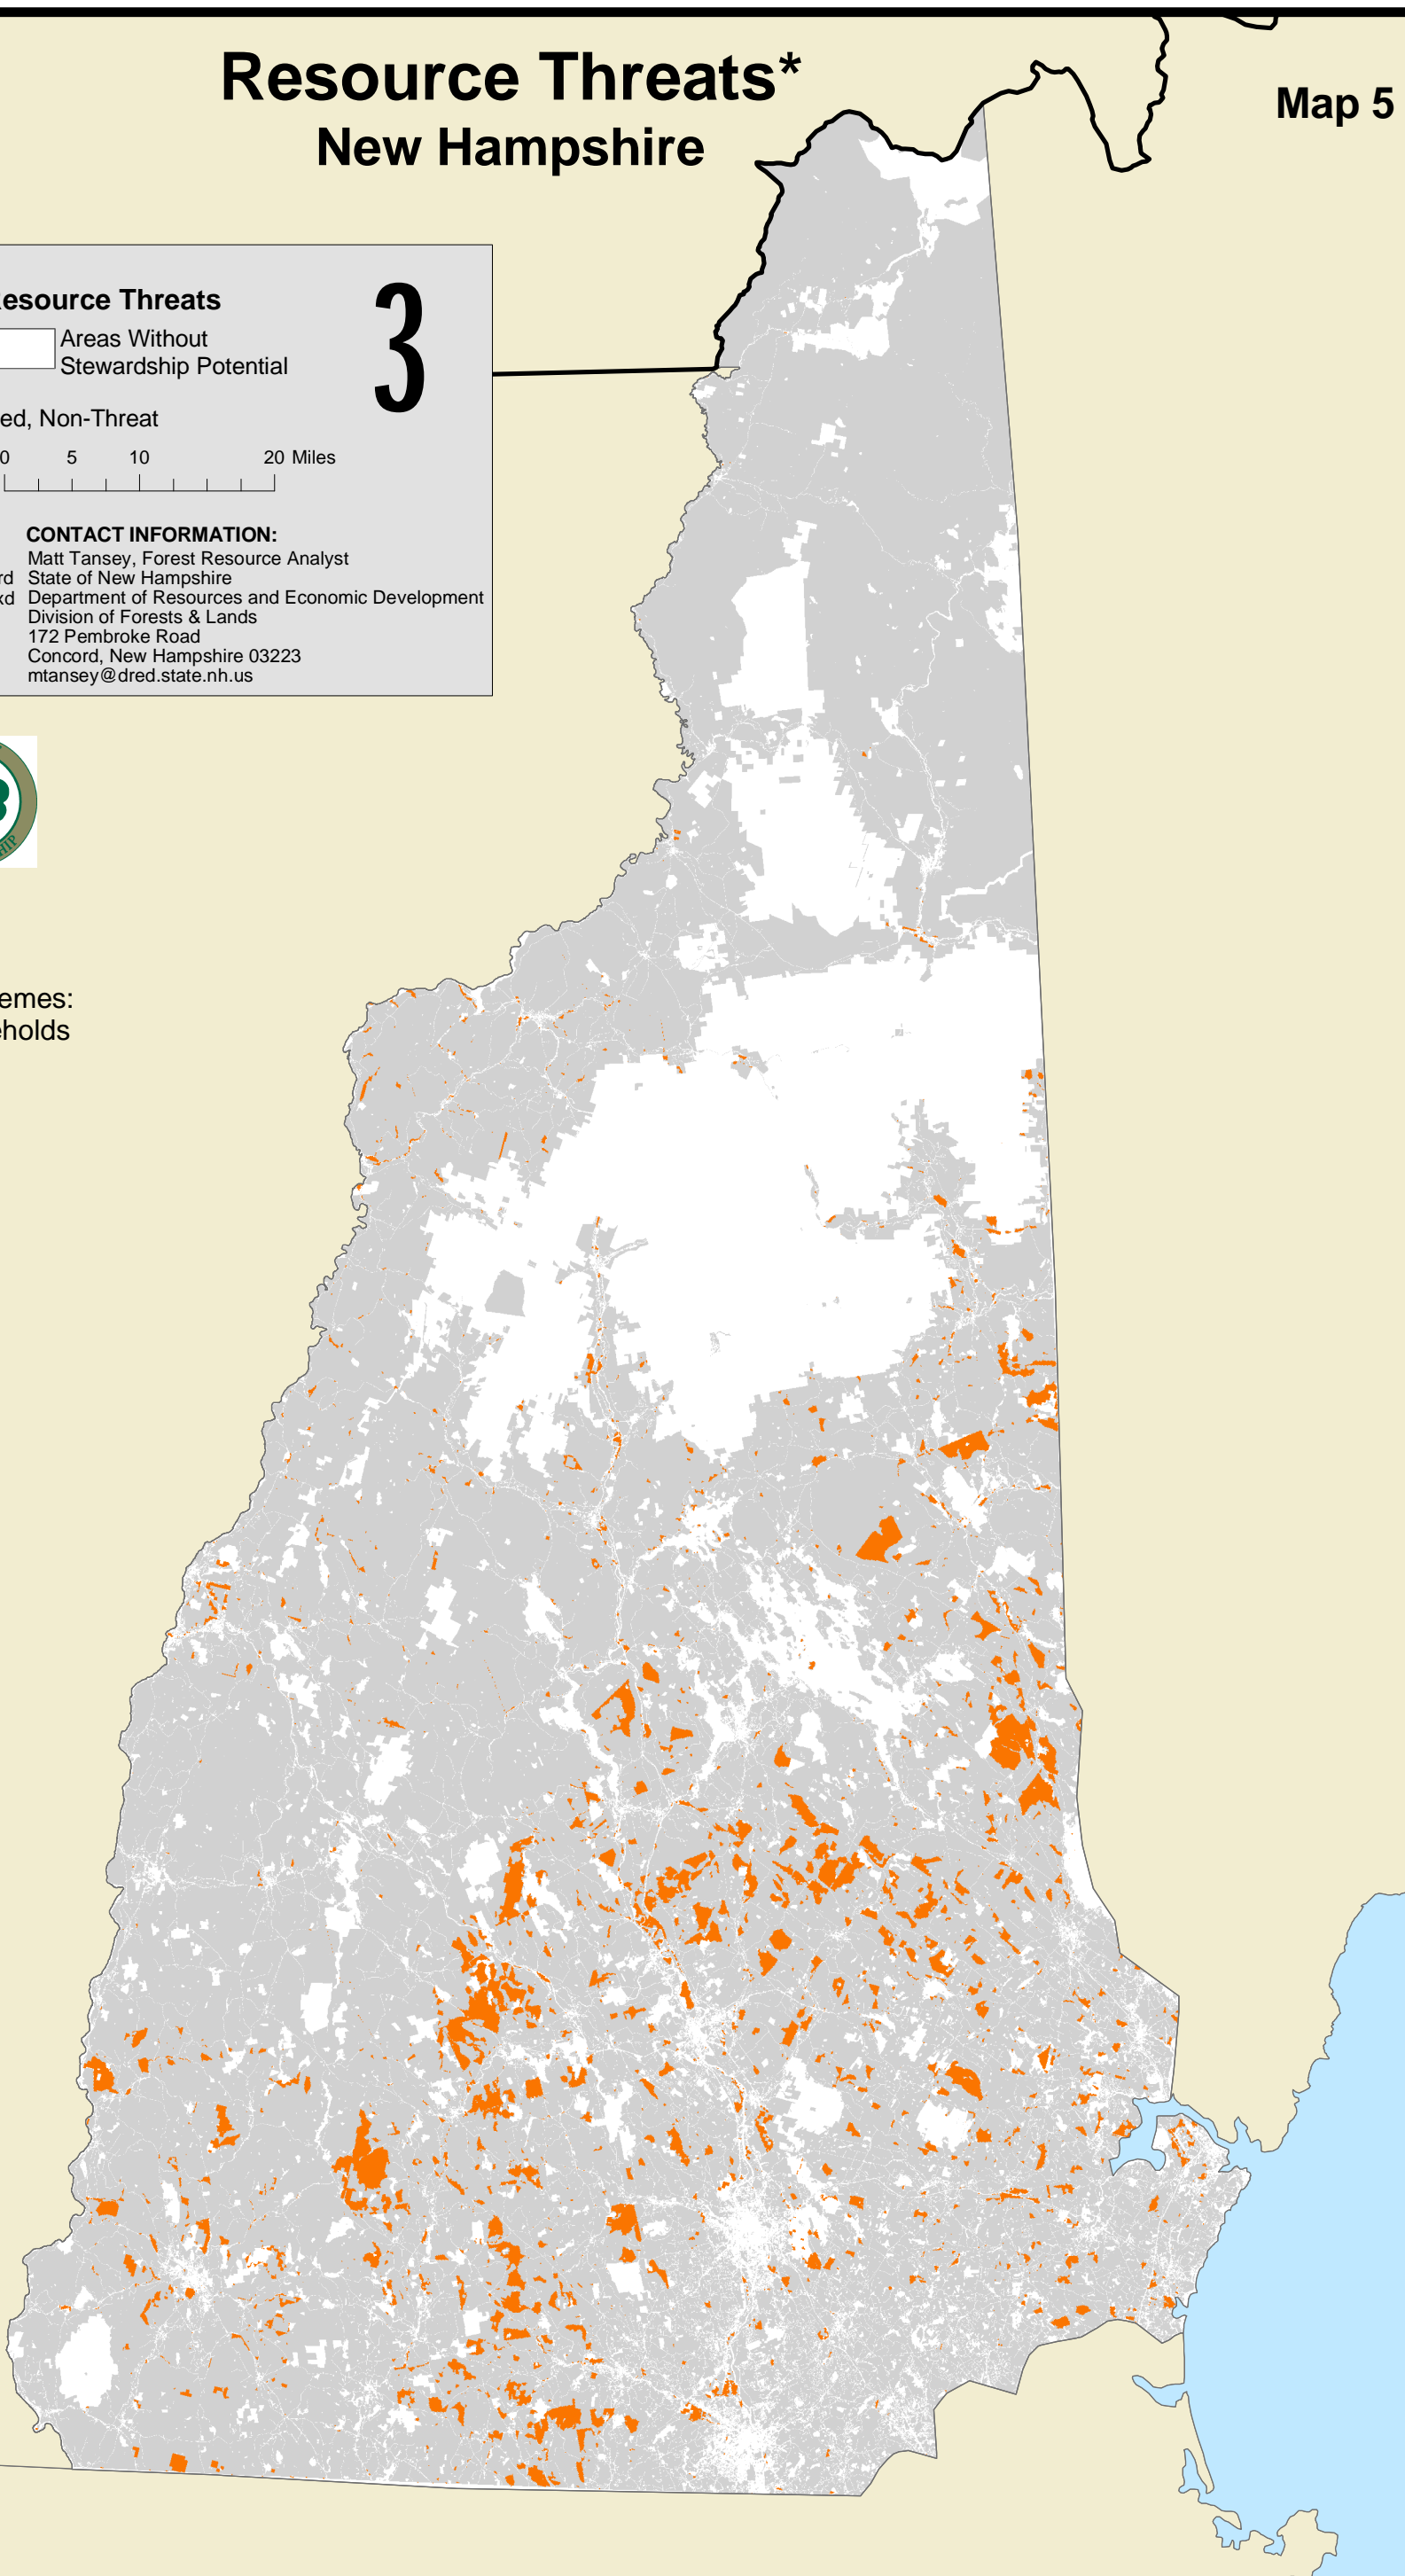 Resource Threats*
New Hampshire
Map 5
esource Threats
3
Areas Without
Stewardship Potential
ed, Non-Threat
0 5 10 20 Miles
CONTACT INFORMATION:
Matt Tansey, Forest Resource Analyst
rd State of New Hampshire
xd Department of Resources and Economic Development
Division of Forests & Lands
172 Pembroke Road
Concord, New Hampshire 03223
mtansey@dred.state.nh.us
HIP
emes:
eholds